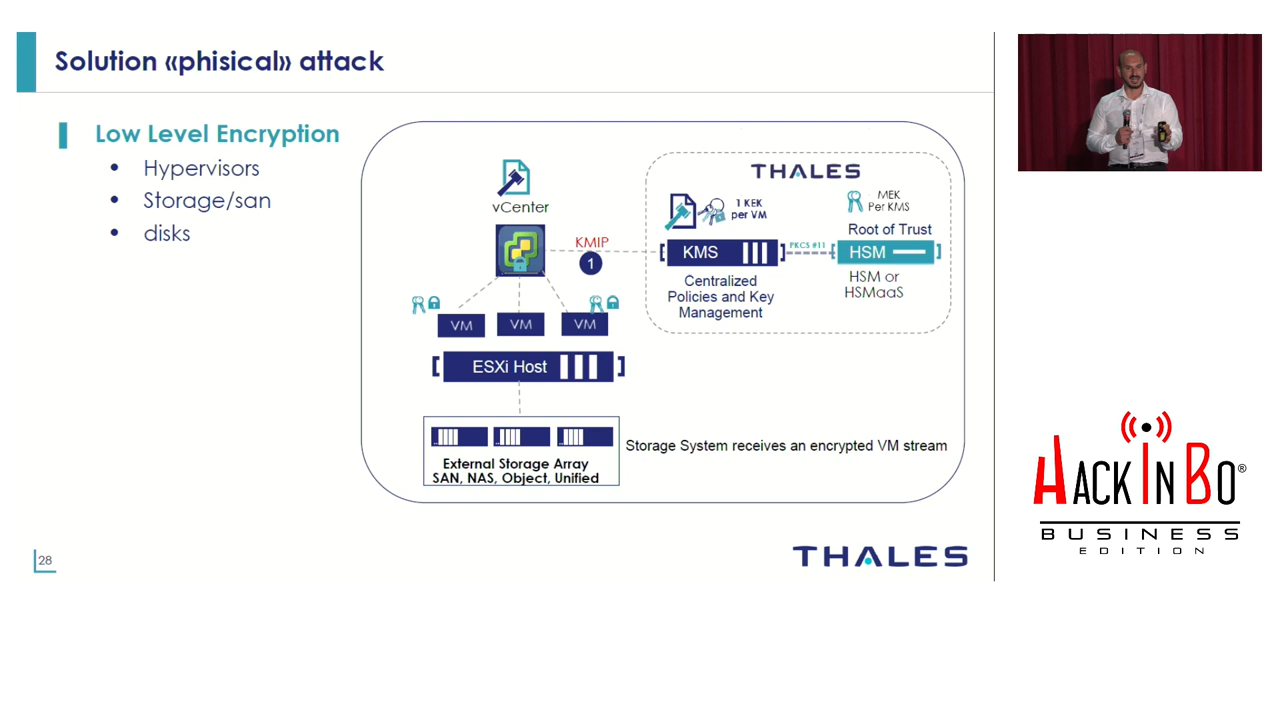 Solution «phisical» attack
Low Level Encryption
• Hypervisors
• Storage/san
• disks
vCenter
KMIP
1
VM
VM
VM
ESXi Host
External Storage Array
SAN, NAS, Object, Unified
Storage System receives an encrypted VM stream
THALES
1 KEK
per VM
MEK
Per KMS
Root of Trust
KMS
PKCS #11
HSM
Centralized
Policies and Key
Management
HSM or
HSMaaS
28
THALES
HACKINBO®
BUSINESS
EDITION